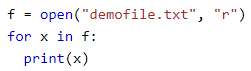 f = open("demofile.txt", "r")
for x in f:
  print(x)